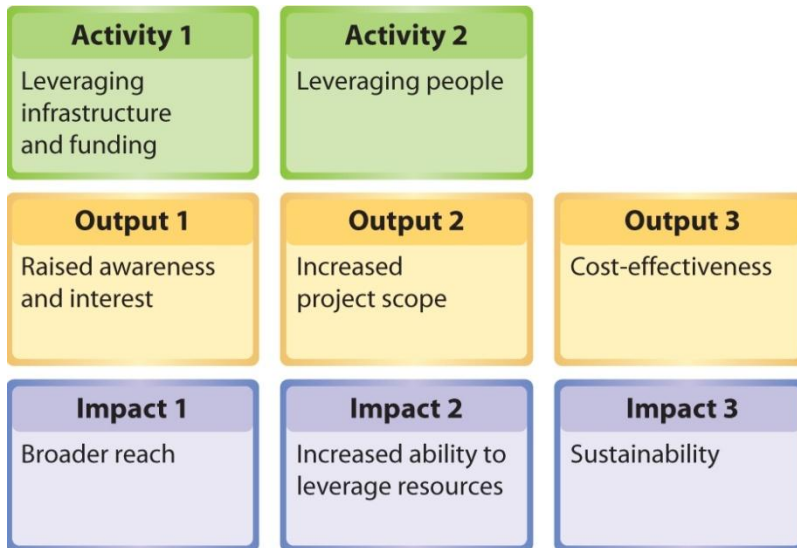 Activity 1
Leveraging
infrastructure
and funding
Activity 2
Leveraging people
Output 1
Raised awareness
and interest
Output 2
Increased
project scope
Output 3
Cost-effectiveness
Impact 1
Broader reach
Impact 2
Increased ability to
leverage resources
Impact 3
Sustainability